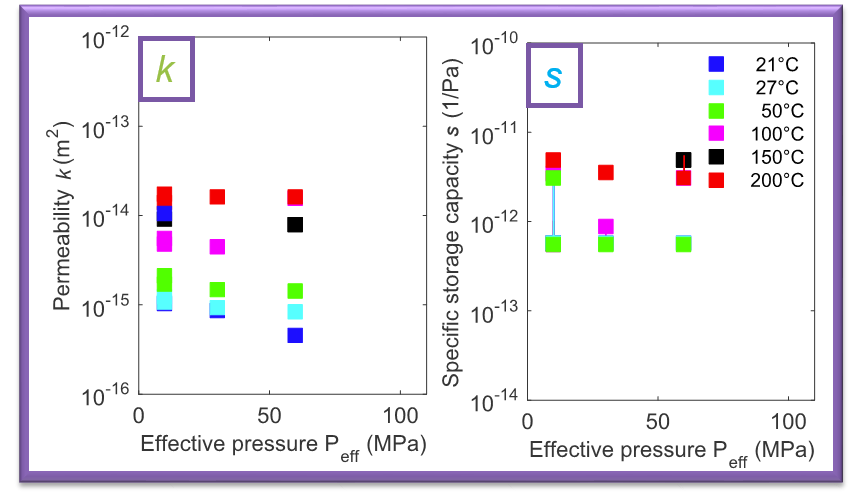 k
Permeability k (m²)
10⁻¹²
10⁻¹³
10⁻¹⁴
10⁻¹⁵
10⁻¹⁶
0 50 100
Effective pressure P_eff (MPa)
s
Specific storage capacity s (1/Pa)
10⁻¹⁰
10⁻¹¹
10⁻¹²
10⁻¹³
10⁻¹⁴
0 50 100
Effective pressure P_eff (MPa)
21°C
27°C
50°C
100°C
150°C
200°C